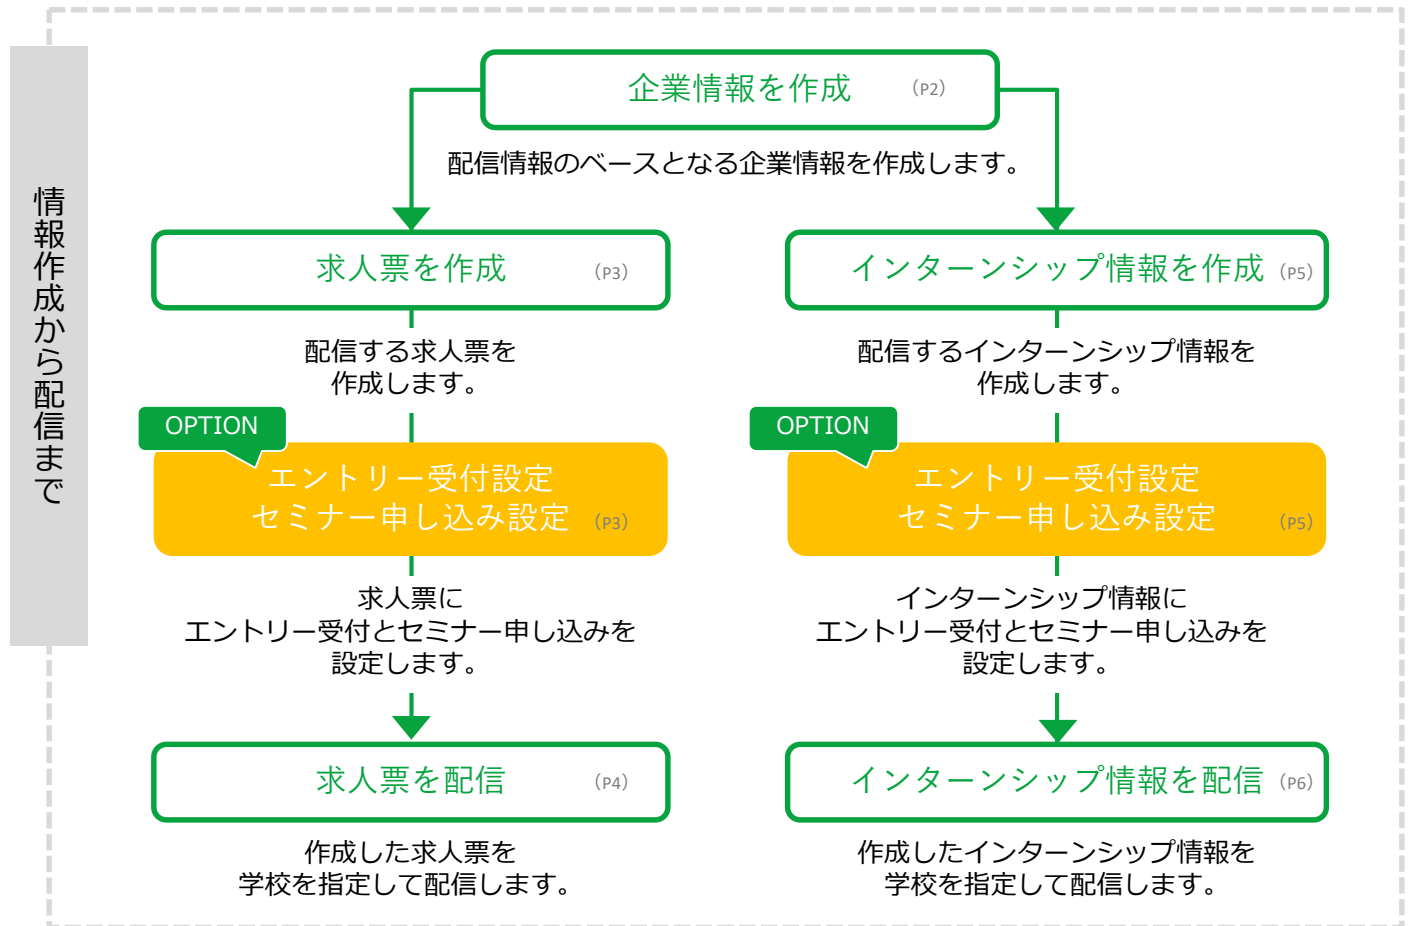 情報作成から配信まで
企業情報を作成 （P2）
配信情報のベースとなる企業情報を作成します。
求人票を作成 （P3）
配信する求人票を
作成します。
OPTION
エントリー受付設定
セミナー申し込み設定 （P3）
求人票に
エントリー受付とセミナー申し込みを
設定します。
求人票を配信 （P4）
作成した求人票を
学校を指定して配信します。
インターンシップ情報を作成 （P5）
配信するインターンシップ情報を
作成します。
OPTION
エントリー受付設定
セミナー申し込み設定 （P5）
インターンシップ情報に
エントリー受付とセミナー申し込みを
設定します。
インターンシップ情報を配信 （P6）
作成したインターンシップ情報を
学校を指定して配信します。